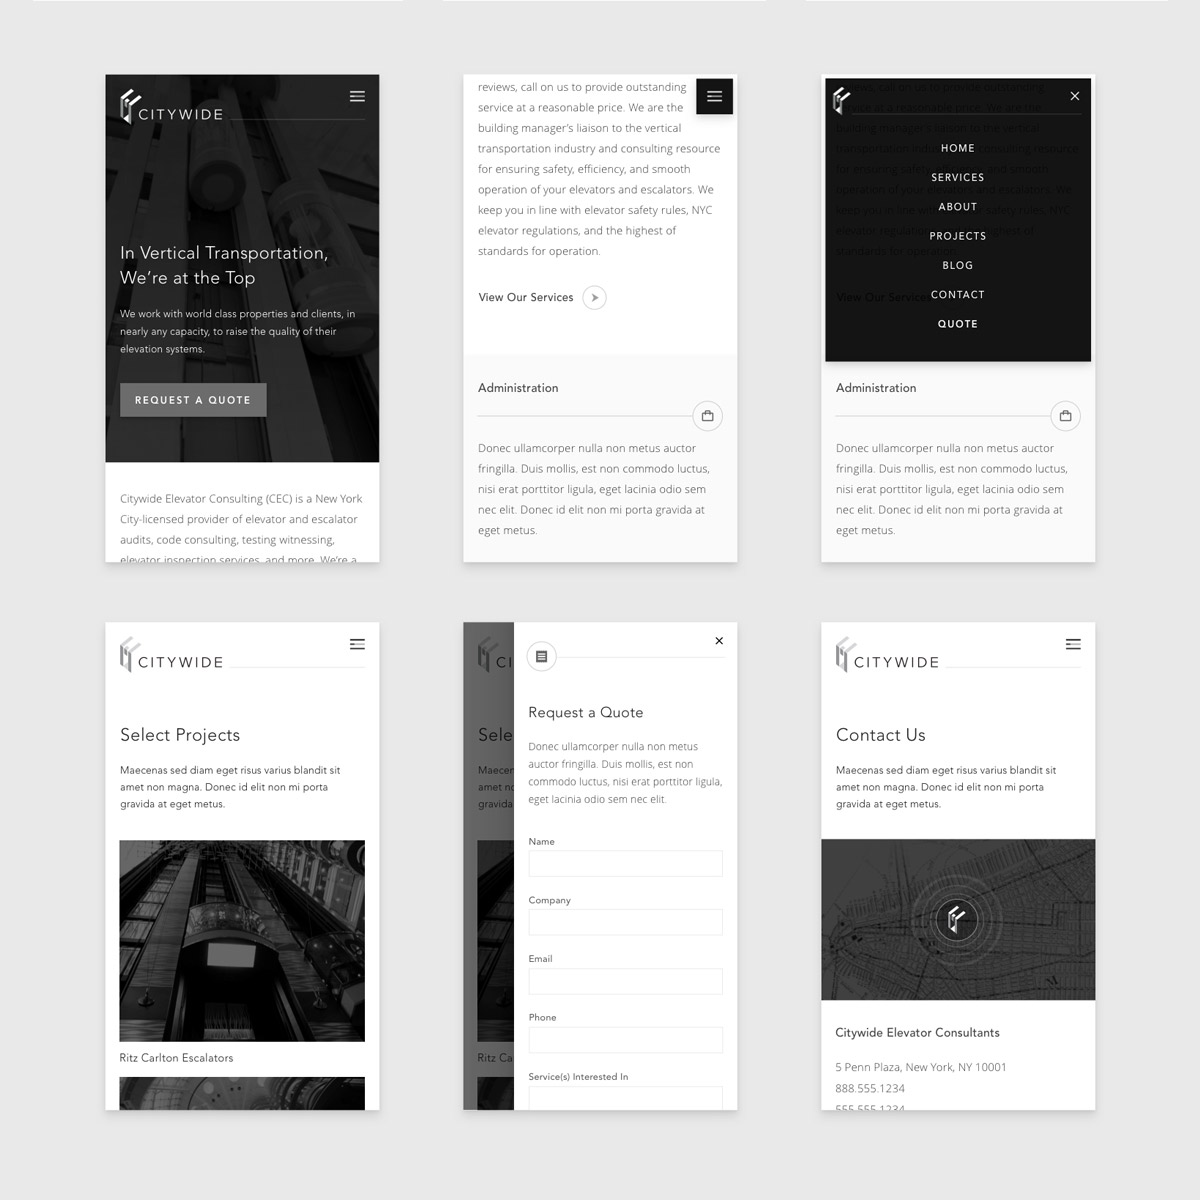 CITYWIDE
In Vertical Transportation,
We're at the Top
We work with world class properties and clients, in
nearly any capacity, to raise the quality of their
elevation systems.
REQUEST A QUOTE
Citywide Elevator Consulting (CEC) is a New York
City-licensed provider of elevator and escalator
audits, code consulting, testing witnessing,
elevator inspection services, and more. We're a
reviews, call on us to provide outstanding
service at a reasonable price. We are the
building manager's liaison to the vertical
transportation industry and consulting resource
for ensuring safety, efficiency, and smooth
operation of your elevators and escalators. We
keep you in line with elevator safety rules, NYC
elevator regulations, and the highest of
standards for operation.
View Our Services
Administration
Donec ullamcorper nulla non metus auctor
fringilla. Duis mollis, est non commodo luctus,
nisi erat porttitor ligula, eget lacinia odio sem
nec elit. Donec id elit non mi porta gravida at
eget metus.
HOME
SERVICES
ABOUT
PROJECTS
BLOG
CONTACT
View Our Services
QUOTE
Administration
Donec ullamcorper nulla non metus auctor
fringilla. Duis mollis, est non commodo luctus,
nisi erat porttitor ligula, eget lacinia odio sem
nec elit. Donec id elit non mi porta gravida at
eget metus.
CITYWIDE
Select Projects
Maecenas sed diam eget risus varius blandit sit
amet non magna. Donec id elit non mi porta
gravida at eget metus.
Ritz Carlton Escalators
CI
Sele
Maecen
amet no
gravida
Ritz Ca
Request a Quote
Donec ullamcorper nulla non metus
auctor fringilla. Duis mollis, est non
commodo luctus, nisi erat porttitor ligula,
eget lacinia odio sem nec elit.
Name
Company
Email
Phone
Service(s) Interested In
CITYWIDE
Contact Us
Maecenas sed diam eget risus varius blandit sit
amet non magna. Donec id elit non mi porta
gravida at eget metus.
Citywide Elevator Consultants
5 Penn Plaza, New York, NY 10001
888.555.1234
555.555.1234